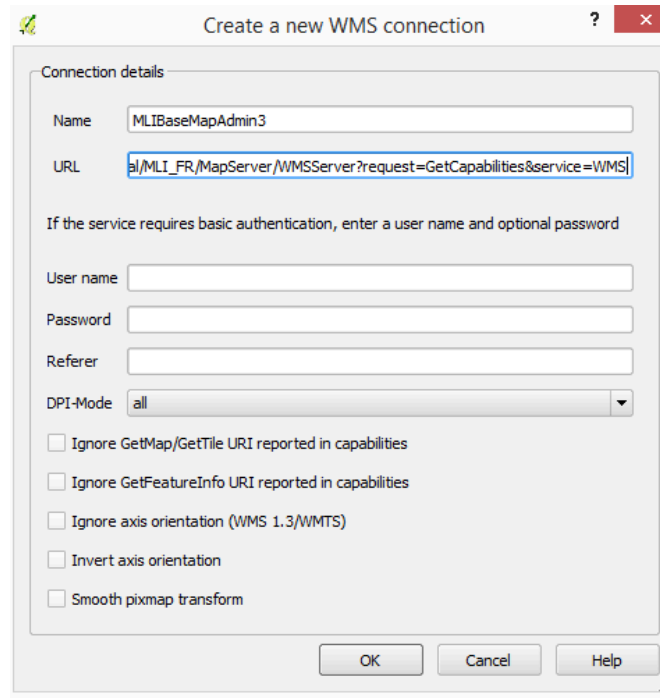 Create a new WMS connection ? ×
Connection details
Name MLIBaseMapAdmin3
URL al/MLI_FR/MapServer/WMSServer?request=GetCapabilities&service=WMS
If the service requires basic authentication, enter a user name and optional password
User name
Password
Referer
DPI-Mode all
Ignore GetMap/GetTile URI reported in capabilities
Ignore GetFeatureInfo URI reported in capabilities
Ignore axis orientation (WMS 1.3/WMTS)
Invert axis orientation
Smooth pixmap transform
OK Cancel Help